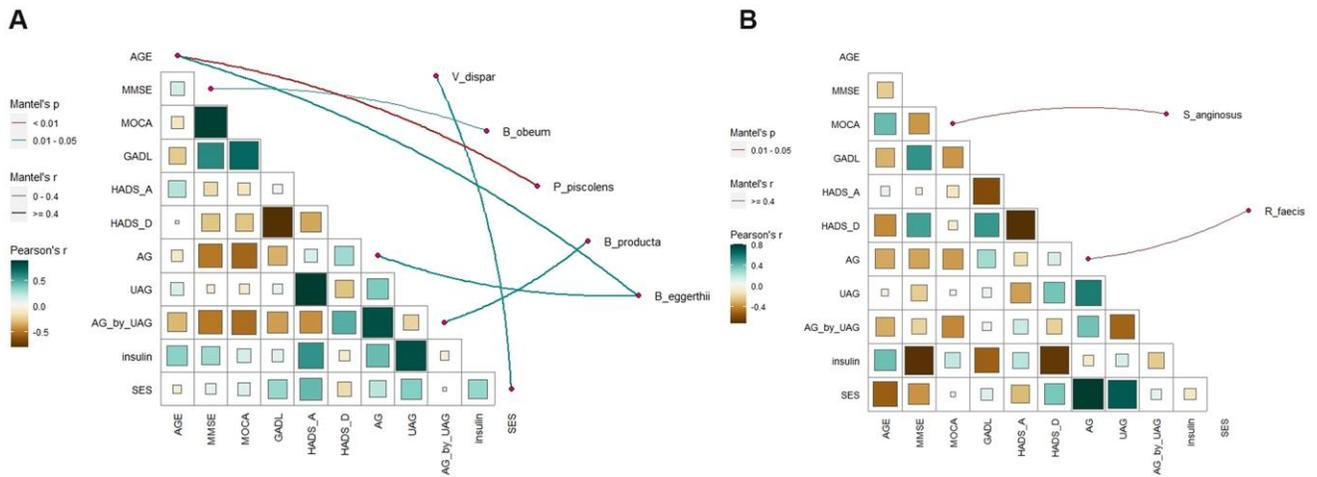 A
AGE
MMSE
MOCA
GADL
HADS_A
HADS_D
AG
UAG
AG_by_UAG
insulin
SES
AGE
MMSE
MOCA
GADL
HADS_A
HADS_D
AG
UAG
AG_by_UAG
insulin
SES
V_dispar
B_obeum
P_piscolens
B_producta
B_eggerthii
Mantel's p
< 0.01
0.01 - 0.05
Mantel's r
0 - 0.4
>= 0.4
Pearson's r
0.5
0.0
-0.5
B
AGE
MMSE
MOCA
GADL
HADS_A
HADS_D
AG
UAG
AG_by_UAG
insulin
SES
AGE
MMSE
MOCA
GADL
HADS_A
HADS_D
AG
UAG
AG_by_UAG
insulin
SES
S_anginosus
R_faecis
Mantel's p
0.01 - 0.05
Mantel's r
>= 0.4
Pearson's r
0.8
0.4
0.0
-0.4